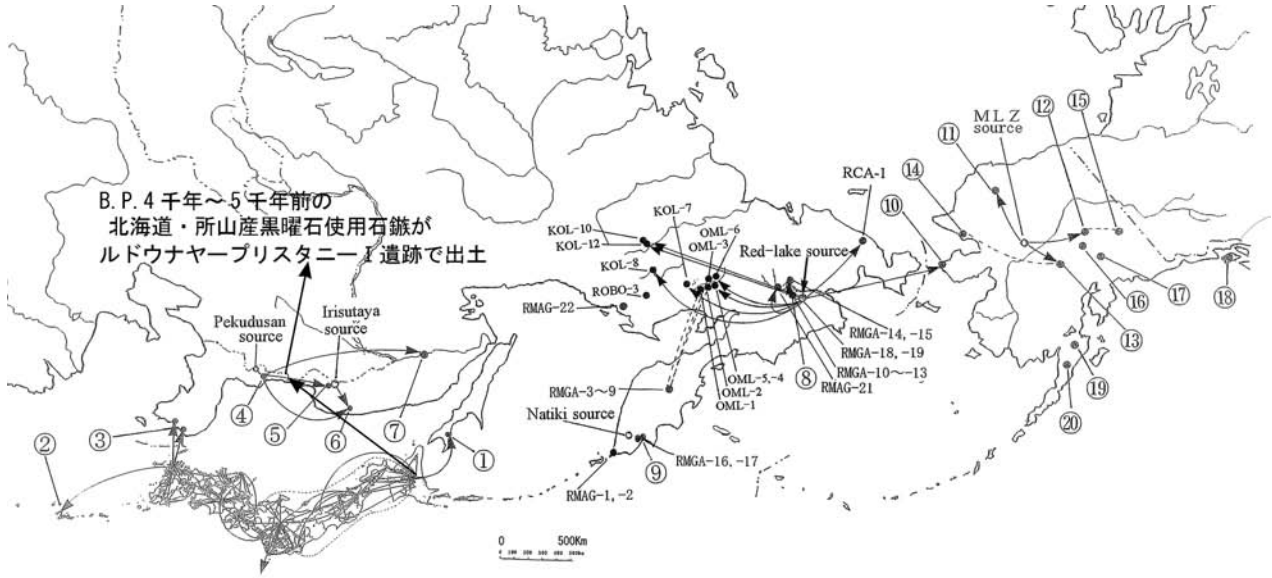 B.P.4千年~5千年前の
北海道・所山産黒曜石使用石鏃が
ルドウナヤープリスタニーⅠ遺跡で出土
Pekudusan
source
Irisutaya
source
①
②
③
④
⑤
⑥
⑦
KOL-10
KOL-12
KOL-8
ROBO-3
RMAG-22
KOL-7
OML-6
OML-3
Red-lake source
RCA-1
RMGA-14, -15
RMGA-18, -19
RMGA-10~-13
RMAG-21
⑧
OML-5,-4
OML-2
OML-1
RMGA-3~9
Natiki source
⑨
RMGA-16, -17
RMAG-1, -2
⑩
⑪
⑭
MLZ
source
⑫
⑮
⑯
⑰
⑱
⑬
⑲
⑳
0 500Km
0 100 200 300 400 500Km